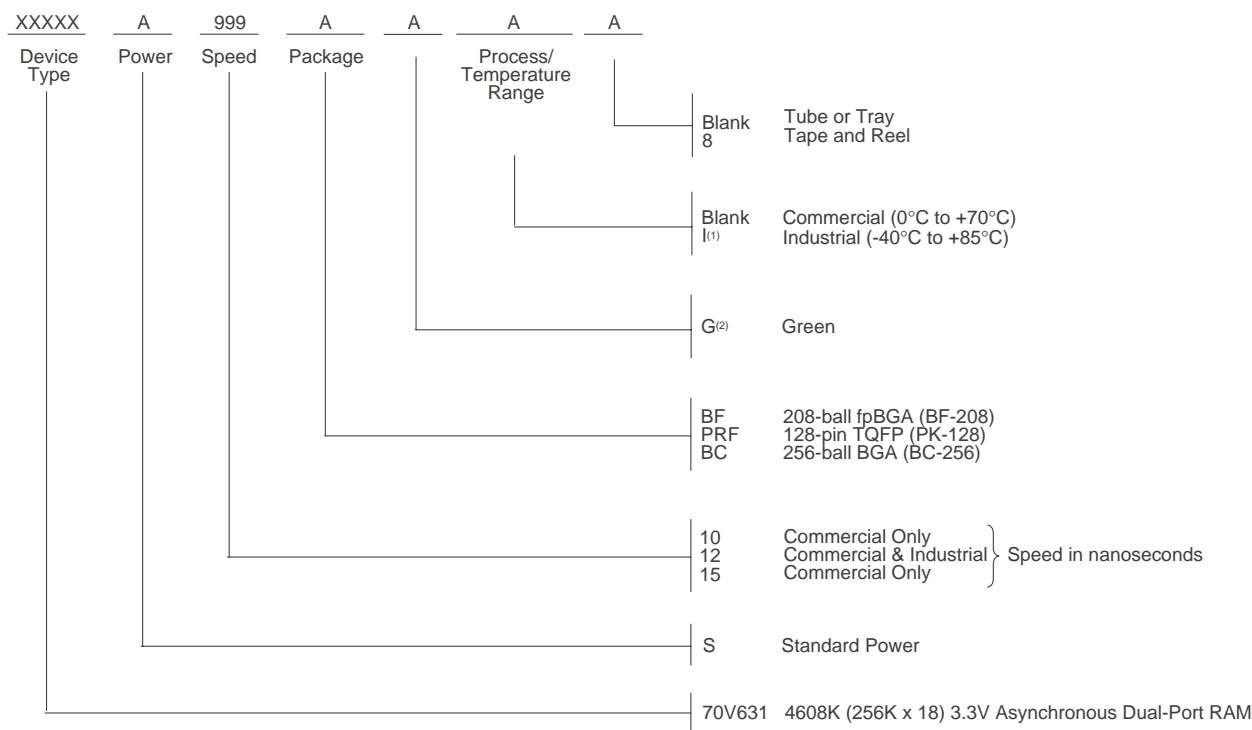 XXXXX A 999 A A A A
Device Type Power Speed Package Process/ Temperature Range
Blank Tube or Tray
8 Tape and Reel
Blank Commercial (0°C to +70°C)
I(1) Industrial (-40°C to +85°C)
G(2) Green
BF 208-ball fpBGA (BF-208)
PRF 128-pin TQFP (PK-128)
BC 256-ball BGA (BC-256)
10 Commercial Only
12 Commercial & Industrial Speed in nanoseconds
15 Commercial Only
S Standard Power
70V631 4608K (256K x 18) 3.3V Asynchronous Dual-Port RAM